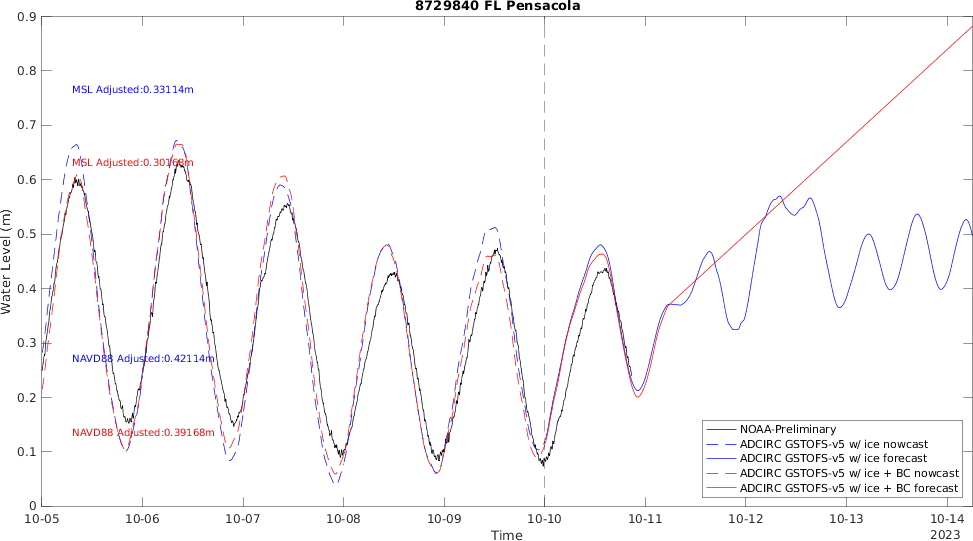 8729840 FL Pensacola
0.9
0.8
0.7
0.6
0.5
0.4
0.3
0.2
0.1
0
Water Level (m)
MSL Adjusted:0.33114m
MSL Adjusted:0.30168m
NAVD88 Adjusted:0.42114m
NAVD88 Adjusted:0.39168m
NOAA-Preliminary
ADCIRC GSTOFS-v5 w/ ice nowcast
ADCIRC GSTOFS-v5 w/ ice forecast
ADCIRC GSTOFS-v5 w/ ice + BC nowcast
ADCIRC GSTOFS-v5 w/ ice + BC forecast
10-05 10-06 10-07 10-08 10-09 10-10 10-11 10-12 10-13 10-14
2023
Time